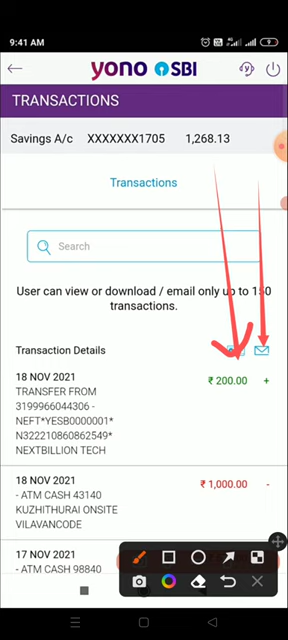 9:41 AM
yono SBI
TRANSACTIONS
Savings A/c XXXXXXX1705 1,268.13
Transactions
Search
User can view or download / email only up to 150
transactions.
Transaction Details
18 NOV 2021 ₹ 200.00 +
TRANSFER FROM
3199966044306 -
NEFT*YESB0000001*
N322210860862549*
NEXTBILLION TECH
18 NOV 2021 ₹ 1,000.00 -
- ATM CASH 43140
KUZHITHURAI ONSITE
VILAVANCODE
17 NOV 2021
- ATM CASH 98840